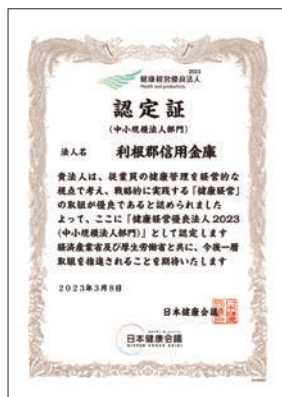 2023
健康経営優良法人
Health and productivity
認定証
(中小規模法人部門)
法人名 利根郡信用金庫
貴法人は、従業員の健康管理を経営的な
視点で考え、戦略的に実践する「健康経営」
の取組が優良であると認められました
よって、ここに「健康経営優良法人2023
(中小規模法人部門)」として認定します
経済産業省及び厚生労働省と共に、今後一層
取組を推進されることを期待いたします
2023年3月8日
日本健康会議
日本健康会議
NIPPON KENKO KAIGI